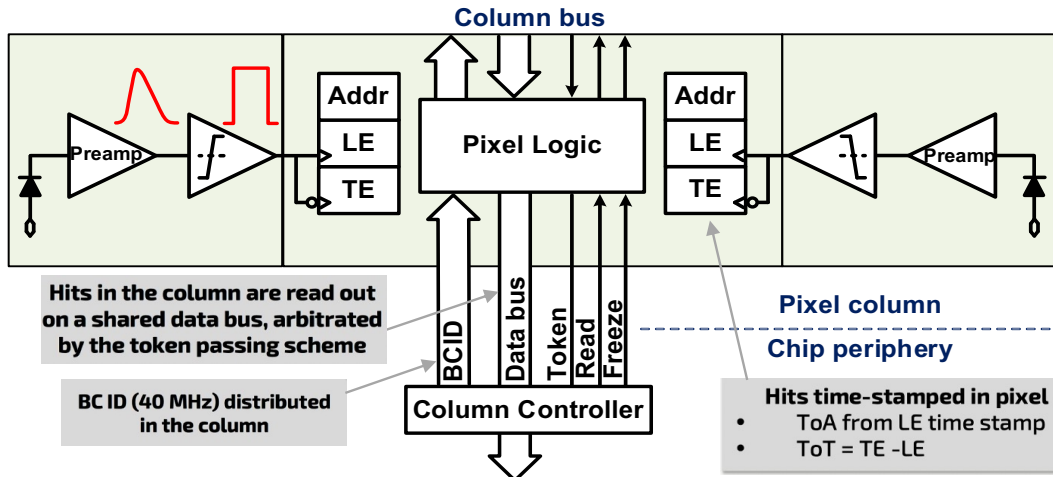 Column bus
Preamp
Addr
LE
TE
Pixel Logic
Addr
LE
TE
Preamp
Hits in the column are read out
on a shared data bus, arbitrated
by the token passing scheme
BC ID (40 MHz) distributed
in the column
BCID
Data bus
Token
Read
Freeze
Pixel column
Chip periphery
Column Controller
Hits time-stamped in pixel
• ToA from LE time stamp
• ToT = TE -LE